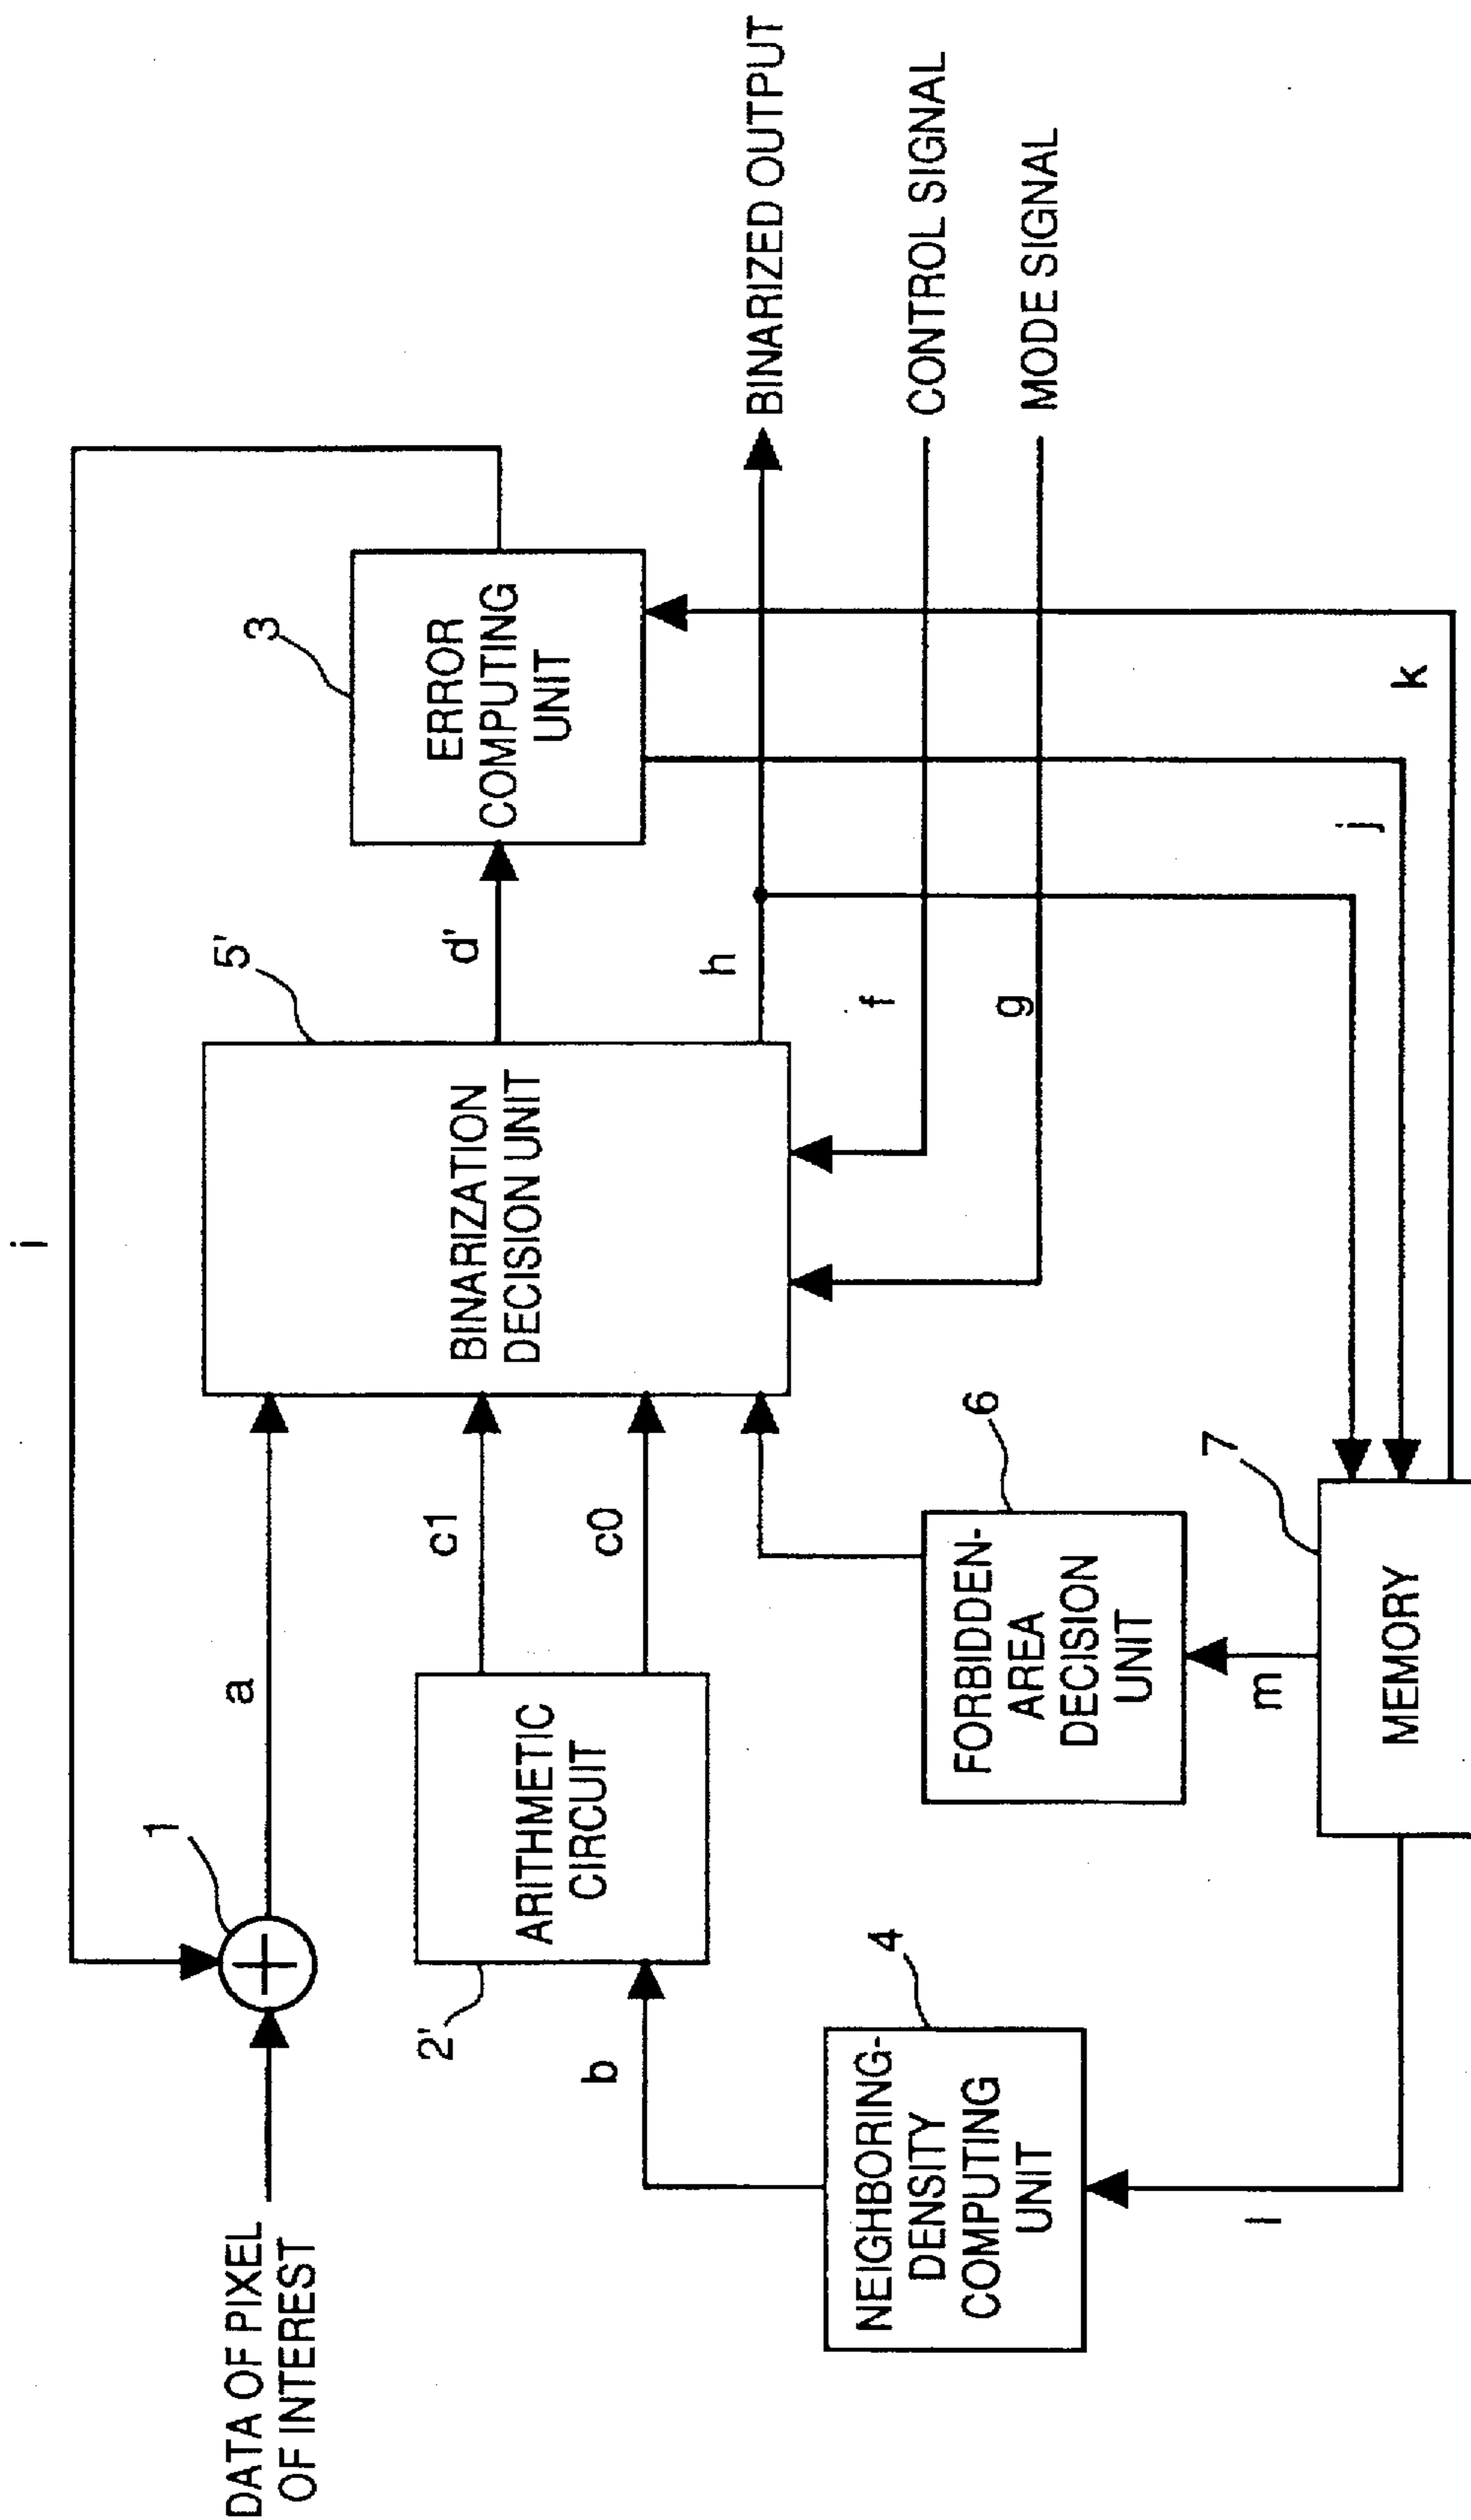 i
DATA OF PIXEL
OF INTEREST
1
a
5'
3
2'
ARITHMETIC
CIRCUIT
c1
c0
BINARIZATION
DECISION UNIT
d'
ERROR
COMPUTING
UNIT
b
h
BINARIZED OUTPUT
4
NEIGHBORING-
DENSITY
COMPUTING
UNIT
6
FORBIDDEN-
AREA
DECISION
UNIT
f
CONTROL SIGNAL
g
MODE SIGNAL
l
m
7
MEMORY
j
k